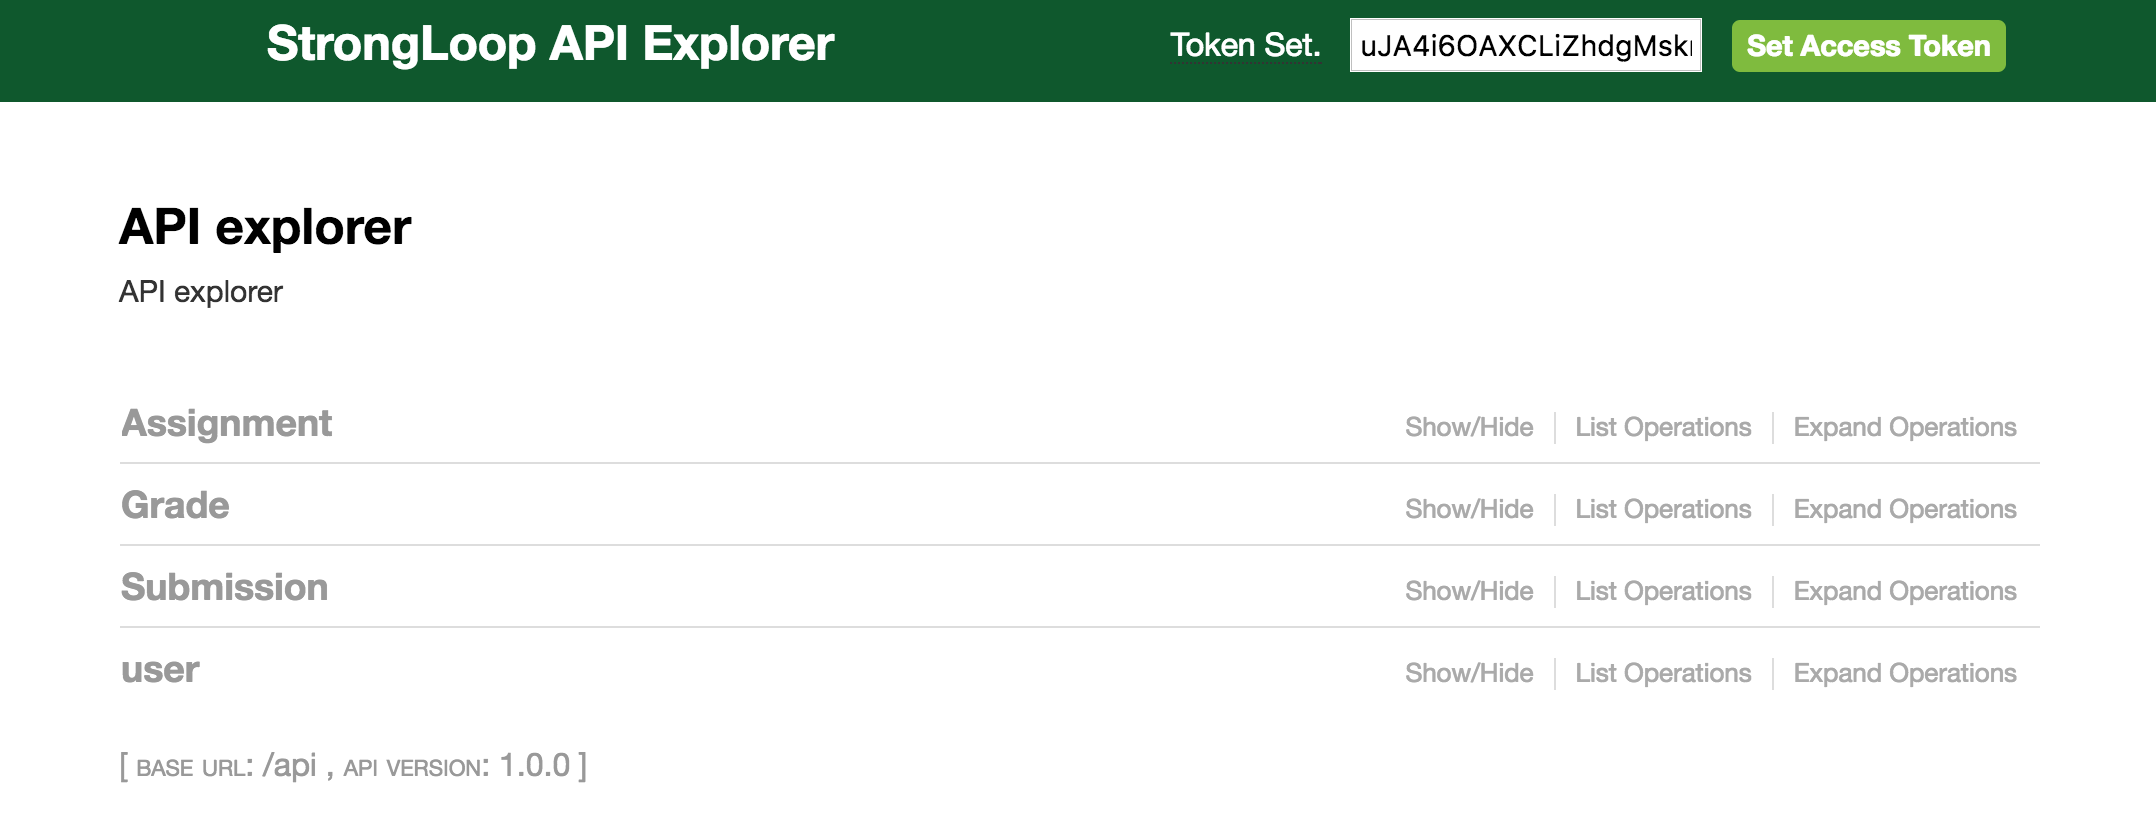 StrongLoop API Explorer Token Set. Set Access Token
API explorer
API explorer
Assignment Show/Hide List Operations Expand Operations
Grade Show/Hide List Operations Expand Operations
Submission Show/Hide List Operations Expand Operations
user Show/Hide List Operations Expand Operations
[ BASE URL: /api , API VERSION: 1.0.0 ]